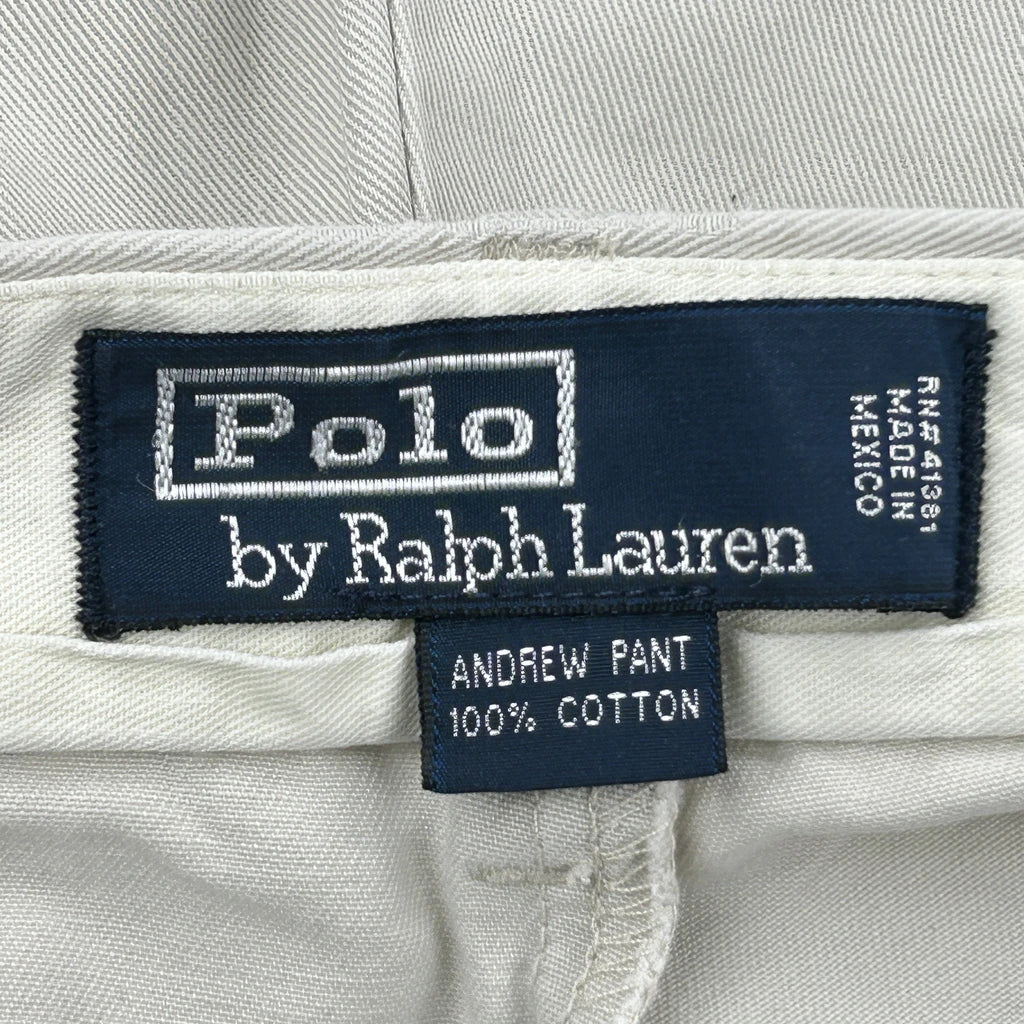 Polo
by Ralph Lauren
RN#41381
MADE IN
MEXICO
ANDREW PANT
100% COTTON